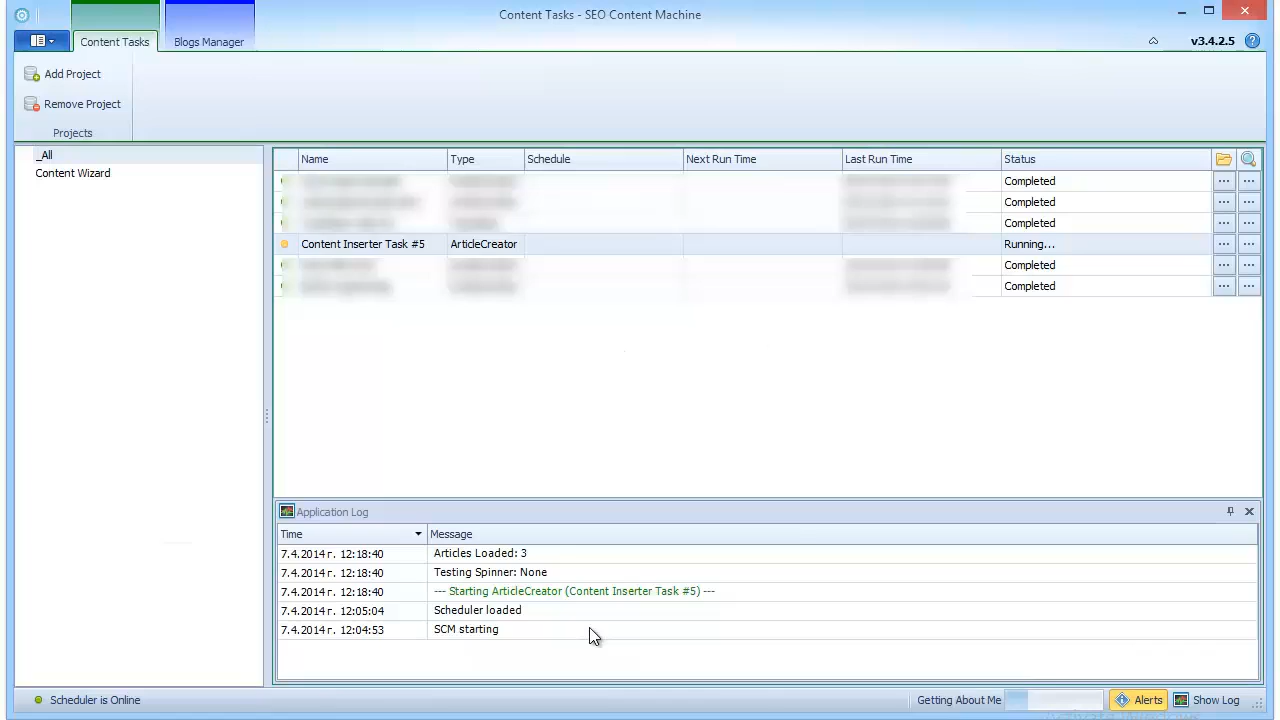 Content Tasks - SEO Content Machine
Content Tasks
Blogs Manager
v3.4.2.5
Add Project
Remove Project
Projects
_All
Content Wizard
Name Type Schedule Next Run Time Last Run Time Status
Completed
Completed
Completed
Content Inserter Task #5 ArticleCreator Running...
Completed
Completed
Application Log
Time Message
7.4.2014 г. 12:18:40 Articles Loaded: 3
7.4.2014 г. 12:18:40 Testing Spinner: None
7.4.2014 г. 12:18:40 --- Starting ArticleCreator (Content Inserter Task #5) ---
7.4.2014 г. 12:05:04 Scheduler loaded
7.4.2014 г. 12:04:53 SCM starting
Scheduler is Online
Getting About Me
Alerts
Show Log